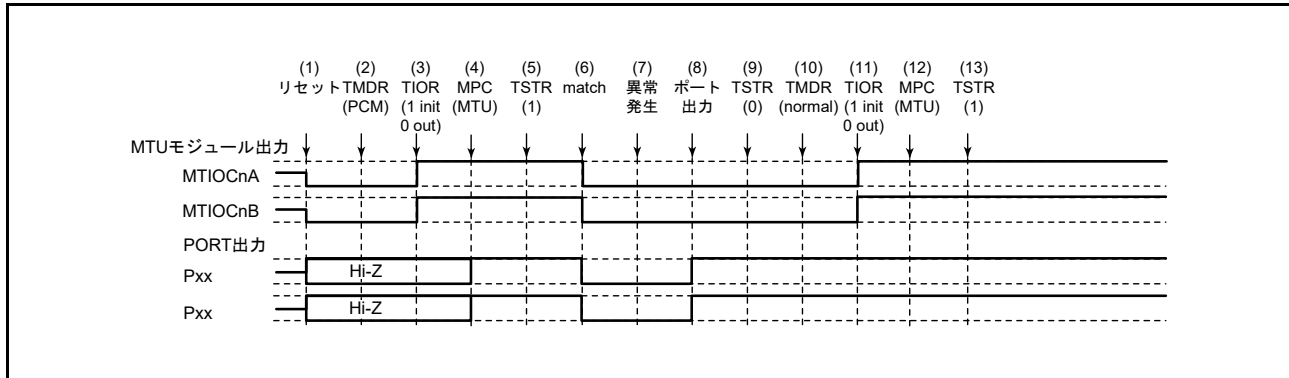 (1) (2) (3) (4) (5) (6) (7) (8) (9) (10) (11) (12) (13)
リセット TMDR TIOR MPC TSTR match 異常 ポート TSTR TMDR TIOR MPC TSTR
(PCM) (1 init (MTU) (1) 発生 出力 (0) (normal) (1 init (MTU) (1)
0 out) 0 out)
MTUモジュール出力
MTIOCnA
MTIOCnB
PORT出力
Pxx Hi-Z
Pxx Hi-Z